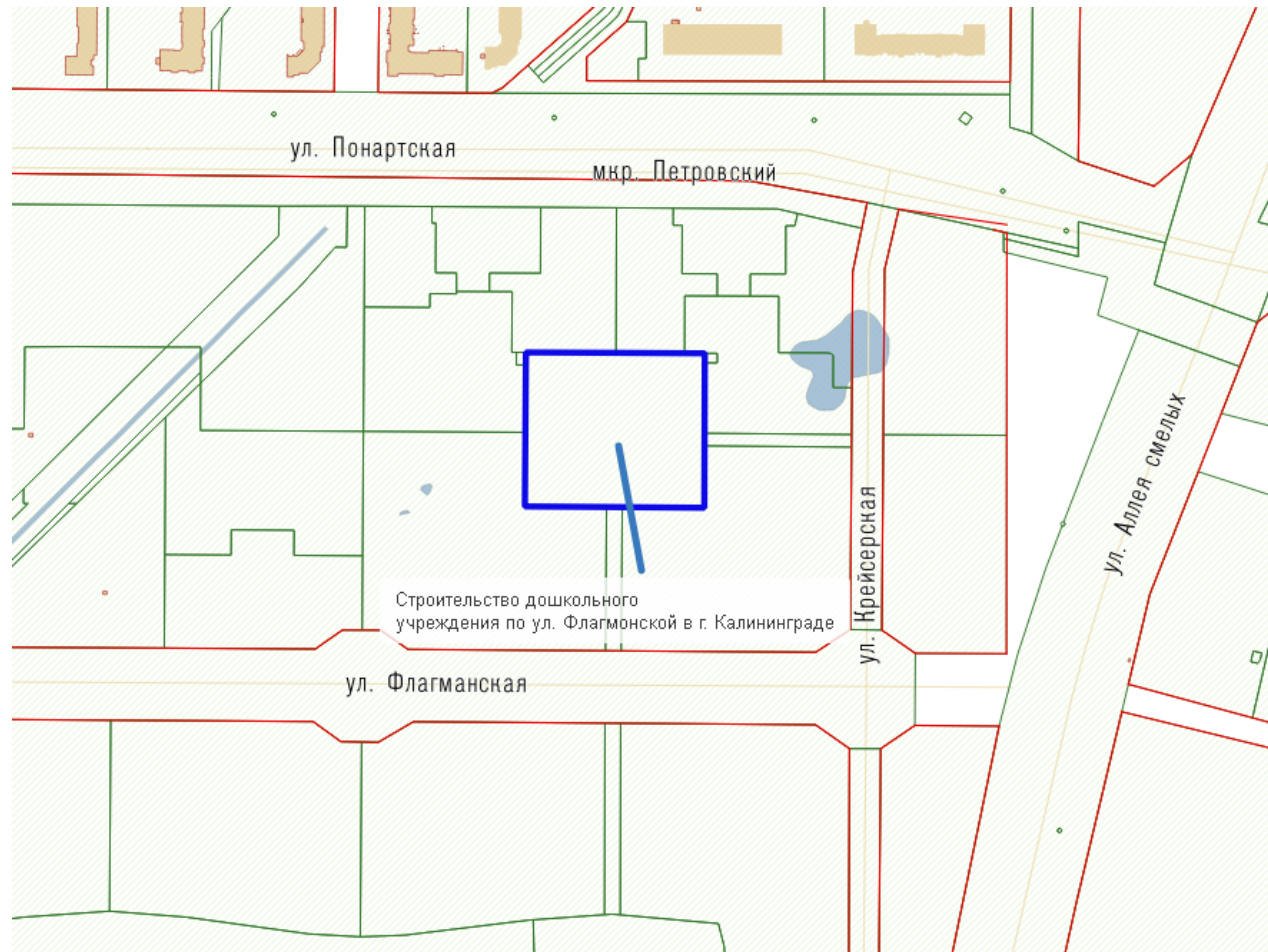 ул. Понартская
мкр. Петровский
ул. Аллея смелых
ул. Крейсерская
Строительство дошкольного
учреждения по ул. Флагмонской в г. Калининграде
ул. Флагманская